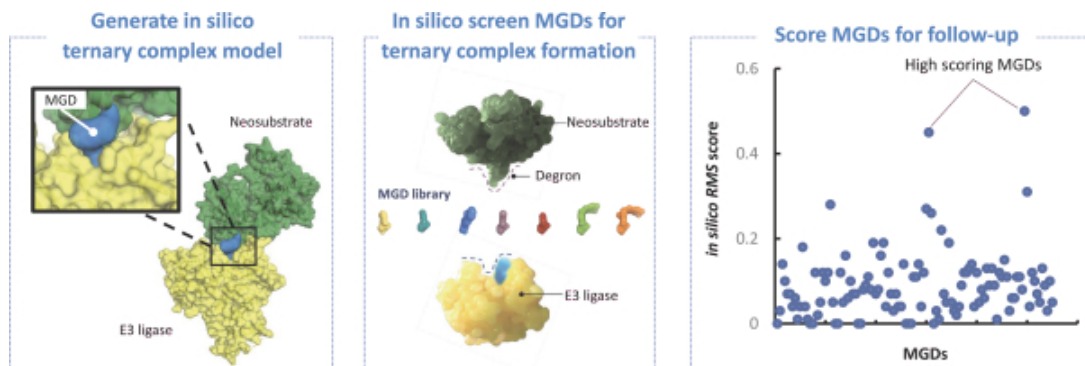 Generate in silico
ternary complex model
MGD
Neosubstrate
E3 ligase
In silico screen MGDs for
ternary complex formation
Neosubstrate
Degron
MGD library
E3 ligase
Score MGDs for follow-up
High scoring MGDs
0.6
0.4
0.2
0
in silico RMS score
MGDs